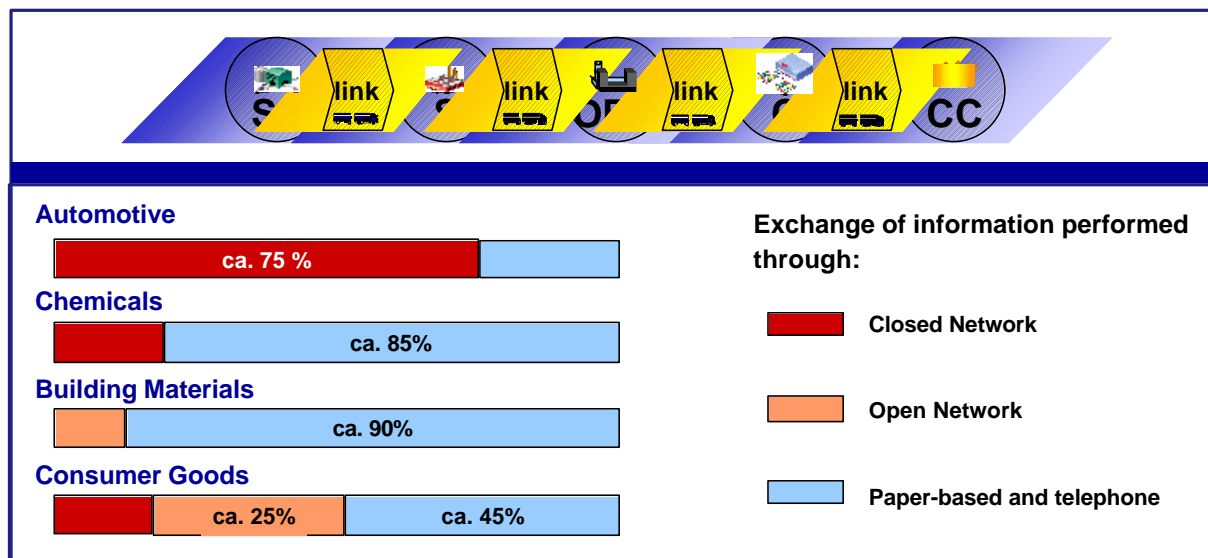 link link link link
CC
Automotive
ca. 75 %
Chemicals
ca. 85%
Building Materials
ca. 90%
Consumer Goods
ca. 25% ca. 45%
Exchange of information performed
through:
Closed Network
Open Network
Paper-based and telephone